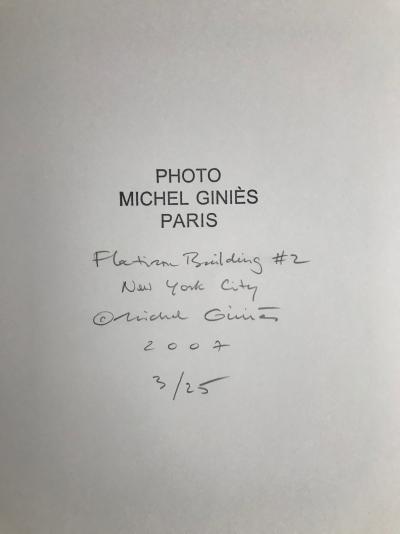 PHOTO
MICHEL GINIÈS
PARIS
Flatiron Building #2
New York City
© Michel Giniès
2007
3/25